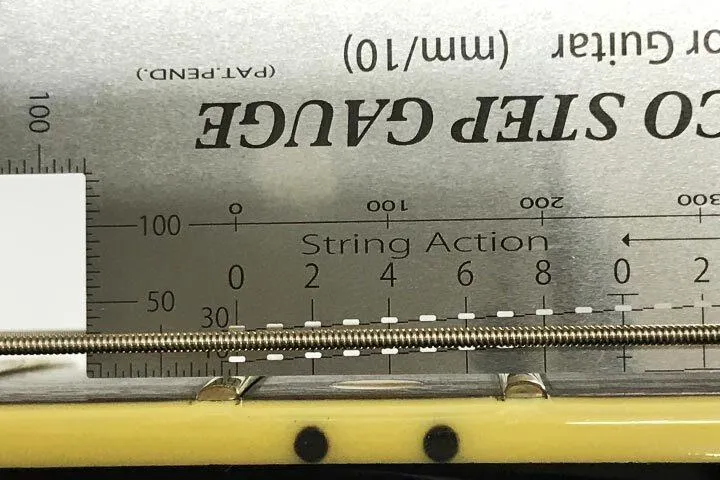 or Guitar (mm/10)
(PAT.PEND.)
CO STEP GAUGE
100
0 100 200 300
100
String Action
0 2 4 6 8 0 2
50
30